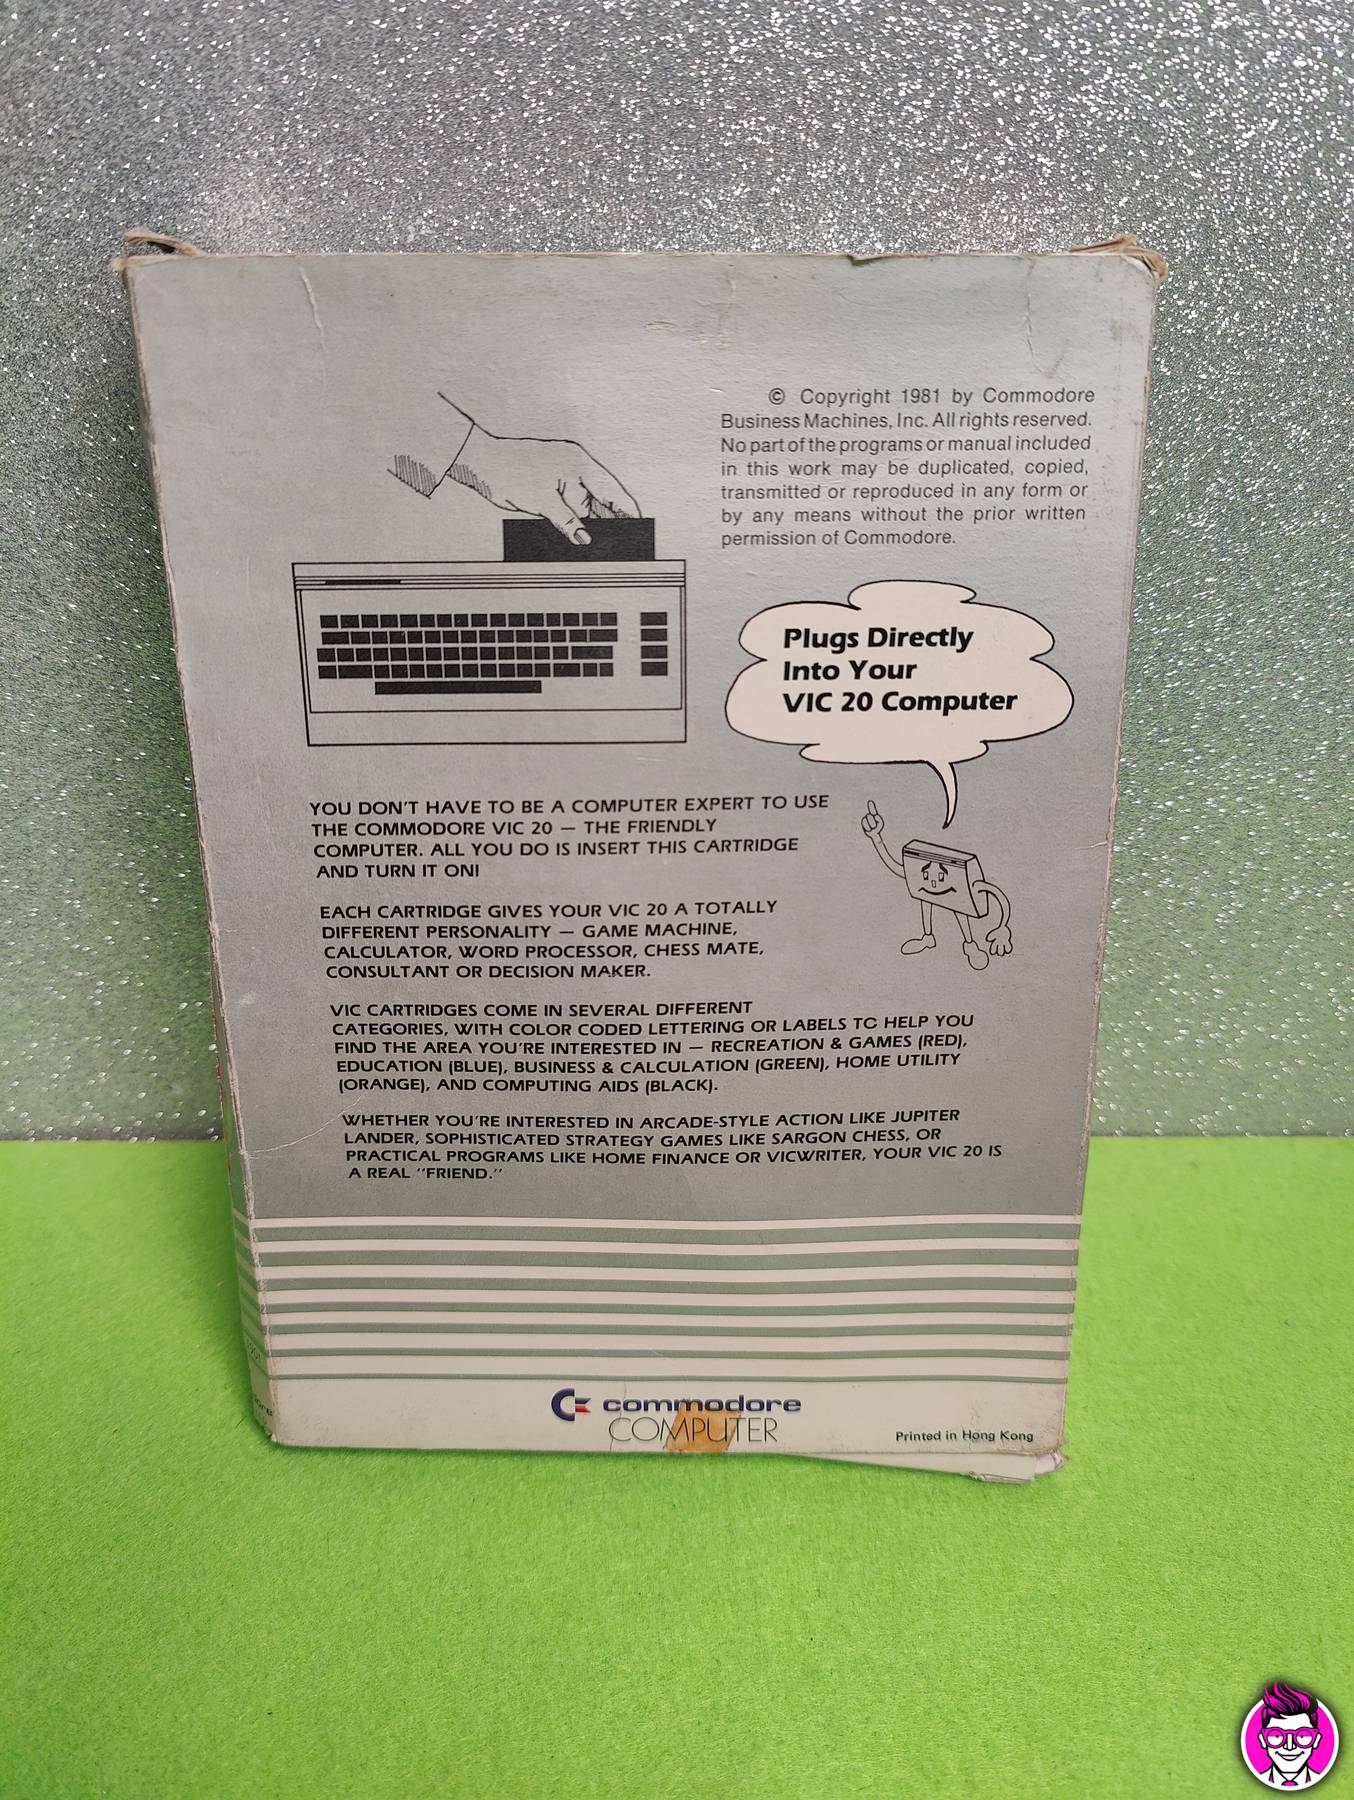 © Copyright 1981 by Commodore
Business Machines, Inc. All rights reserved.
No part of the programs or manual included
in this work may be duplicated, copied,
transmitted or reproduced in any form or
by any means without the prior written
permission of Commodore.
Plugs Directly
Into Your
VIC 20 Computer
YOU DON'T HAVE TO BE A COMPUTER EXPERT TO USE
THE COMMODORE VIC 20 — THE FRIENDLY
COMPUTER. ALL YOU DO IS INSERT THIS CARTRIDGE
AND TURN IT ON!
EACH CARTRIDGE GIVES YOUR VIC 20 A TOTALLY
DIFFERENT PERSONALITY — GAME MACHINE,
CALCULATOR, WORD PROCESSOR, CHESS MATE,
CONSULTANT OR DECISION MAKER.
VIC CARTRIDGES COME IN SEVERAL DIFFERENT
CATEGORIES, WITH COLOR CODED LETTERING OR LABELS TO HELP YOU
FIND THE AREA YOU'RE INTERESTED IN — RECREATION & GAMES (RED),
EDUCATION (BLUE), BUSINESS & CALCULATION (GREEN), HOME UTILITY
(ORANGE), AND COMPUTING AIDS (BLACK).
WHETHER YOU'RE INTERESTED IN ARCADE-STYLE ACTION LIKE JUPITER
LANDER, SOPHISTICATED STRATEGY GAMES LIKE SARGON CHESS, OR
PRACTICAL PROGRAMS LIKE HOME FINANCE OR VICWRITER, YOUR VIC 20 IS
A REAL "FRIEND."
commodore
COMPUTER
Printed in Hong Kong